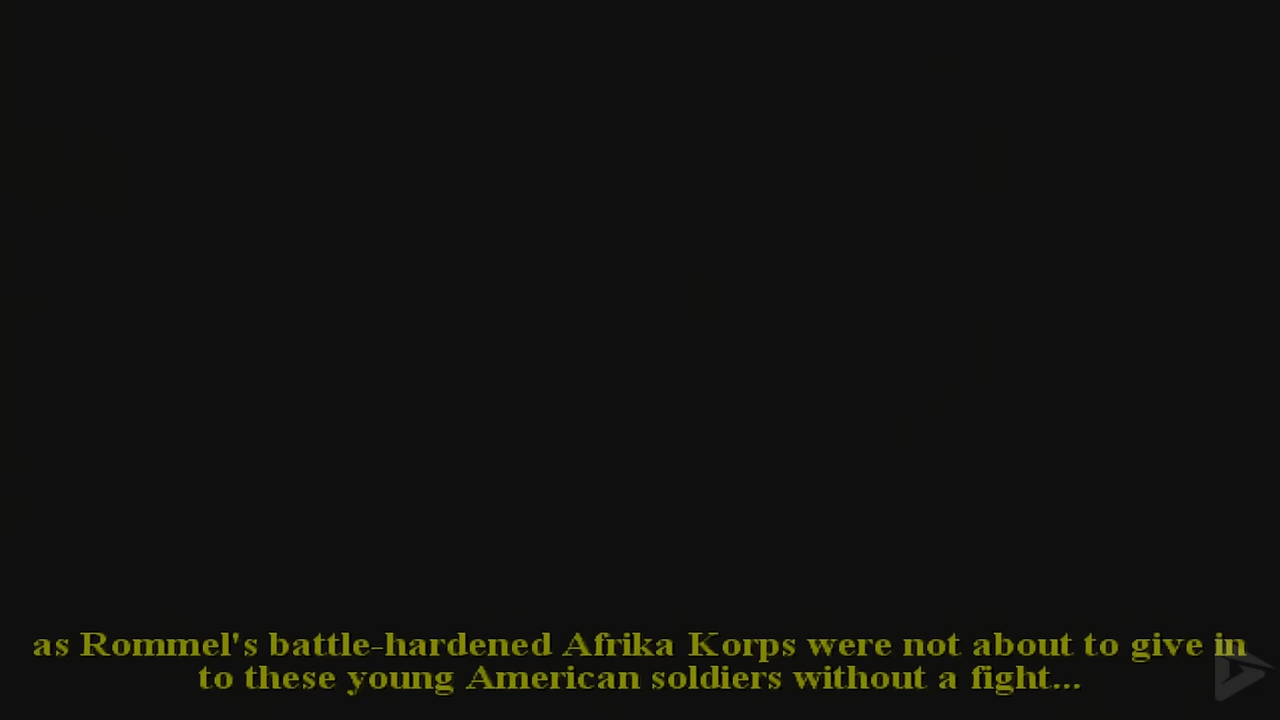 as Rommel's battle-hardened Afrika Korps were not about to give in
to these young American soldiers without a fight...